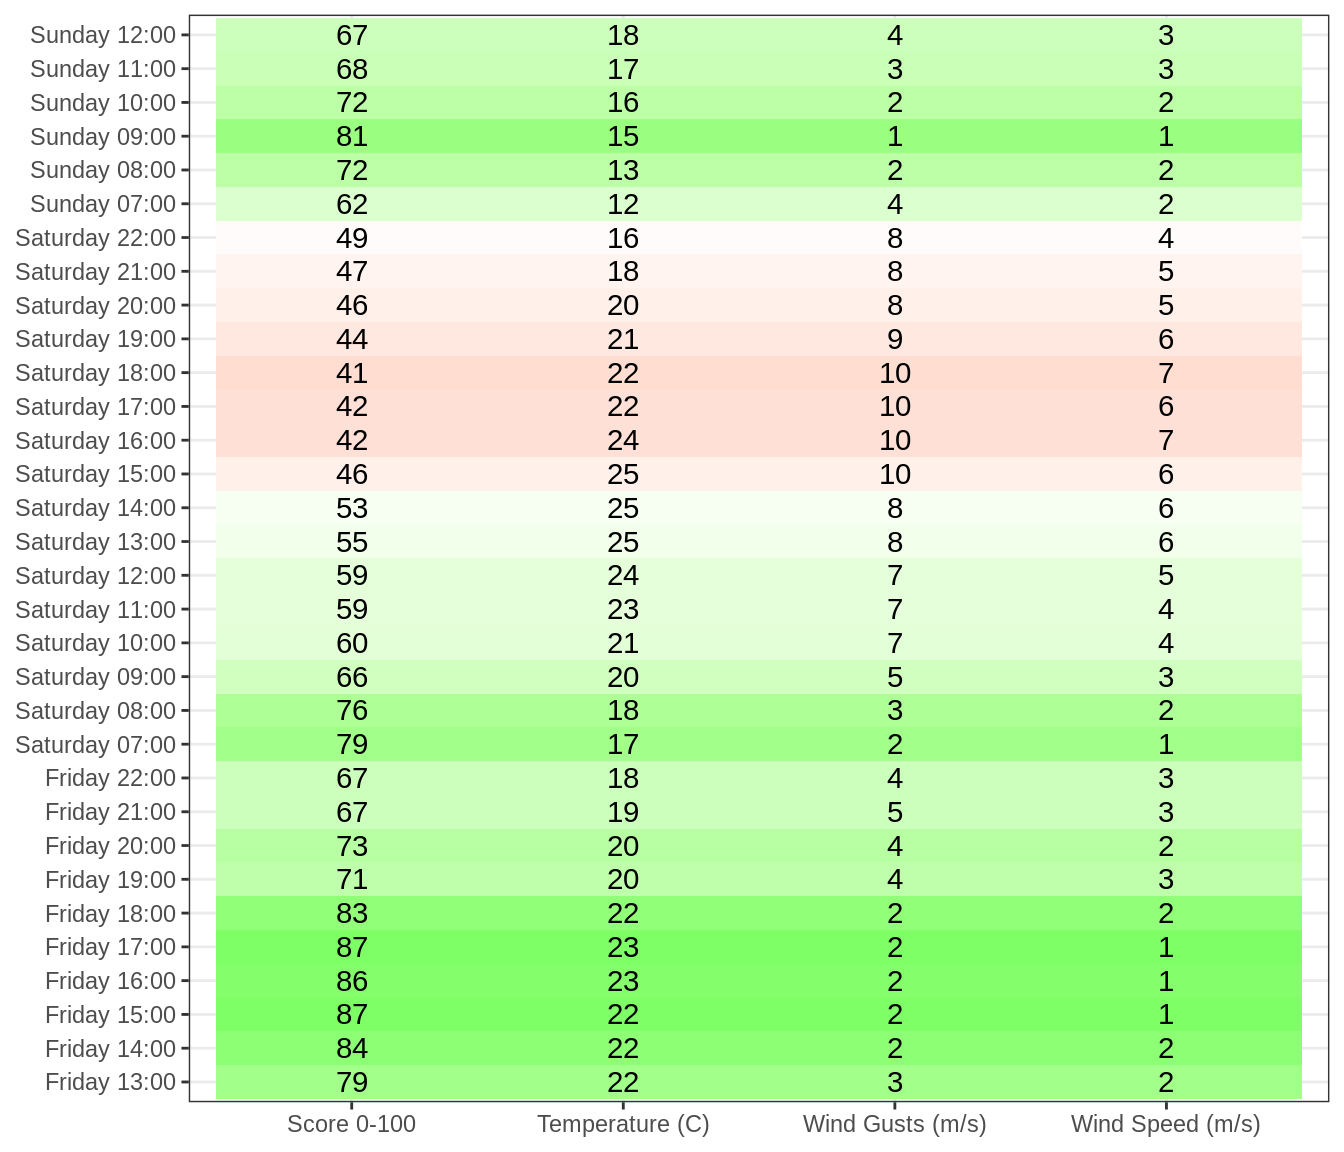 Sunday 12:00 67 18 4 3
Sunday 11:00 68 17 3 3
Sunday 10:00 72 16 2 2
Sunday 09:00 81 15 1 1
Sunday 08:00 72 13 2 2
Sunday 07:00 62 12 4 2
Saturday 22:00 49 16 8 4
Saturday 21:00 47 18 8 5
Saturday 20:00 46 20 8 5
Saturday 19:00 44 21 9 6
Saturday 18:00 41 22 10 7
Saturday 17:00 42 22 10 6
Saturday 16:00 42 24 10 7
Saturday 15:00 46 25 10 6
Saturday 14:00 53 25 8 6
Saturday 13:00 55 25 8 6
Saturday 12:00 59 24 7 5
Saturday 11:00 59 23 7 4
Saturday 10:00 60 21 7 4
Saturday 09:00 66 20 5 3
Saturday 08:00 76 18 3 2
Saturday 07:00 79 17 2 1
Friday 22:00 67 18 4 3
Friday 21:00 67 19 5 3
Friday 20:00 73 20 4 2
Friday 19:00 71 20 4 3
Friday 18:00 83 22 2 2
Friday 17:00 87 23 2 1
Friday 16:00 86 23 2 1
Friday 15:00 87 22 2 1
Friday 14:00 84 22 2 2
Friday 13:00 79 22 3 2
Score 0-100 Temperature (C) Wind Gusts (m/s) Wind Speed (m/s)